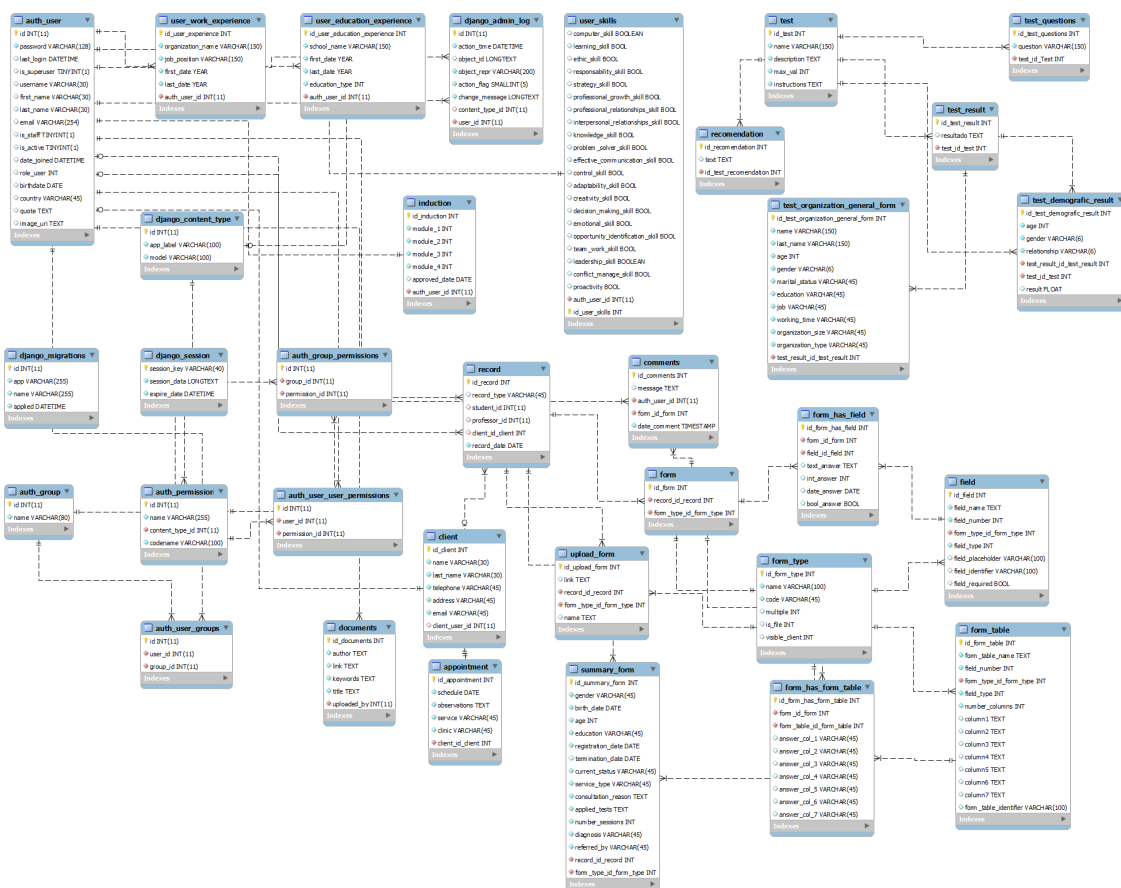 auth_user
id INT(11)
password VARCHAR(128)
last_login DATETIME
is_superuser TINYINT(1)
username VARCHAR(30)
first_name VARCHAR(30)
last_name VARCHAR(30)
email VARCHAR(254)
is_staff TINYINT(1)
is_active TINYINT(1)
date_joined DATETIME
role_user INT
birthdate DATE
country VARCHAR(45)
quote TEXT
image_url TEXT
Indexes
user_work_experience
id_user_experience INT
organization_name VARCHAR(150)
job_position VARCHAR(150)
first_date YEAR
last_date YEAR
auth_user_id INT(11)
Indexes
user_education_experience
id_user_education_experience INT
school_name VARCHAR(150)
first_date YEAR
last_date YEAR
education_type INT
auth_user_id INT(11)
Indexes
django_admin_log
id INT(11)
action_time DATETIME
object_id LONGTEXT
object_repr VARCHAR(200)
action_flag SMALLINT(5)
change_message LONGTEXT
content_type_id INT(11)
user_id INT(11)
Indexes
user_skills
computer_skill BOOLEAN
learning_skill BOOL
ethic_skill BOOL
responsability_skill BOOL
strategy_skill BOOL
professional_growth_skill BOOL
professional_relationships_skill BOOL
interpersonal_relationships_skill BOOL
knowledge_skill BOOL
problem_solver_skill BOOL
effective_communication_skill BOOL
control_skill BOOL
adaptability_skill BOOL
creativity_skill BOOL
decision_making_skill BOOL
emotional_skill BOOL
opportunity_identification_skill BOOL
team_work_skill BOOL
leadership_skill BOOLEAN
conflict_manage_skill BOOL
proactivity BOOL
auth_user_id INT(11)
id_user_skills INT
Indexes
test
id_test INT
name VARCHAR(150)
description TEXT
max_val INT
instructions TEXT
Indexes
test_questions
id_test_questions INT
question VARCHAR(150)
test_id_Test INT
Indexes
test_result
id_test_result INT
resultado TEXT
test_id_test INT
Indexes
recomendation
id_recomendation INT
text TEXT
id_test_recomendation INT
Indexes
test_organization_general_form
id_test_organization_general_form INT
name VARCHAR(150)
last_name VARCHAR(150)
age INT
gender VARCHAR(6)
marital_status VARCHAR(45)
education VARCHAR(45)
job VARCHAR(45)
working_time VARCHAR(45)
organization_size VARCHAR(45)
organization_type VARCHAR(45)
test_result_id_test_result INT
Indexes
test_demografic_result
id_test_demografic_result INT
age INT
gender VARCHAR(6)
relationship VARCHAR(6)
test_result_id_test_result INT
test_id_test INT
result FLOAT
Indexes
django_content_type
id INT(11)
app_label VARCHAR(100)
model VARCHAR(100)
Indexes
induction
id_induction INT
module_1 INT
module_2 INT
module_3 INT
module_4 INT
approved_date DATE
auth_user_id INT(11)
Indexes
django_migrations
id INT(11)
app VARCHAR(255)
name VARCHAR(255)
applied DATETIME
Indexes
django_session
session_key VARCHAR(40)
session_data LONGTEXT
expire_date DATETIME
Indexes
auth_group_permissions
id INT(11)
group_id INT(11)
permission_id INT(11)
Indexes
record
id_record INT
record_type VARCHAR(45)
student_id INT(11)
professor_id INT(11)
client_id_client INT
record_date DATE
Indexes
comments
id_comments INT
message TEXT
auth_user_id INT(11)
form_id_form INT
date_comment TIMESTAMP
Indexes
form_has_field
id_form_has_field INT
form_id_form INT
field_id_field INT
text_answer TEXT
int_answer INT
date_answer DATE
bool_answer BOOL
Indexes
form
id_form INT
record_id_record INT
form_type_id_form_type INT
Indexes
field
id_field INT
field_name TEXT
field_number INT
form_type_id_form_type INT
field_type INT
field_placeholder VARCHAR(100)
field_identifier VARCHAR(100)
field_required BOOL
Indexes
auth_group
id INT(11)
name VARCHAR(80)
Indexes
auth_permission
id INT(11)
name VARCHAR(255)
content_type_id INT(11)
codename VARCHAR(100)
Indexes
auth_user_user_permissions
id INT(11)
user_id INT(11)
permission_id INT(11)
Indexes
client
id_client INT
name VARCHAR(30)
last_name VARCHAR(30)
telephone VARCHAR(45)
address VARCHAR(45)
email VARCHAR(45)
client_user_id INT(11)
Indexes
upload_form
id_upload_form INT
link TEXT
record_id_record INT
form_type_id_form_type INT
name TEXT
Indexes
form_type
id_form_type INT
name VARCHAR(100)
code VARCHAR(45)
multiple INT
is_file INT
visible_client INT
Indexes
auth_user_groups
id INT(11)
user_id INT(11)
group_id INT(11)
Indexes
documents
id_documents INT
author TEXT
link TEXT
keywords TEXT
title TEXT
uploaded_by INT(11)
Indexes
appointment
id_appointment INT
schedule DATE
observations TEXT
service VARCHAR(45)
clinic VARCHAR(45)
client_id_client INT
Indexes
summary_form
id_summary_form INT
gender VARCHAR(45)
birth_date DATE
age INT
education VARCHAR(45)
registration_date DATE
termination_date DATE
current_status VARCHAR(45)
service_type VARCHAR(45)
consultation_reason TEXT
applied_tests TEXT
number_sessions INT
diagnosis VARCHAR(45)
referred_by VARCHAR(45)
record_id_record INT
form_type_id_form_type INT
Indexes
form_has_form_table
id_form_has_form_table INT
form_id_form INT
form_table_id_form_table INT
answer_col_1 VARCHAR(45)
answer_col_2 VARCHAR(45)
answer_col_3 VARCHAR(45)
answer_col_4 VARCHAR(45)
answer_col_5 VARCHAR(45)
answer_col_6 VARCHAR(45)
answer_col_7 VARCHAR(45)
Indexes
form_table
id_form_table INT
form_table_name TEXT
field_number INT
form_type_id_form_type INT
field_type INT
number_columns INT
column1 TEXT
column2 TEXT
column3 TEXT
column4 TEXT
column5 TEXT
column6 TEXT
column7 TEXT
form_table_identifier VARCHAR(100)
Indexes